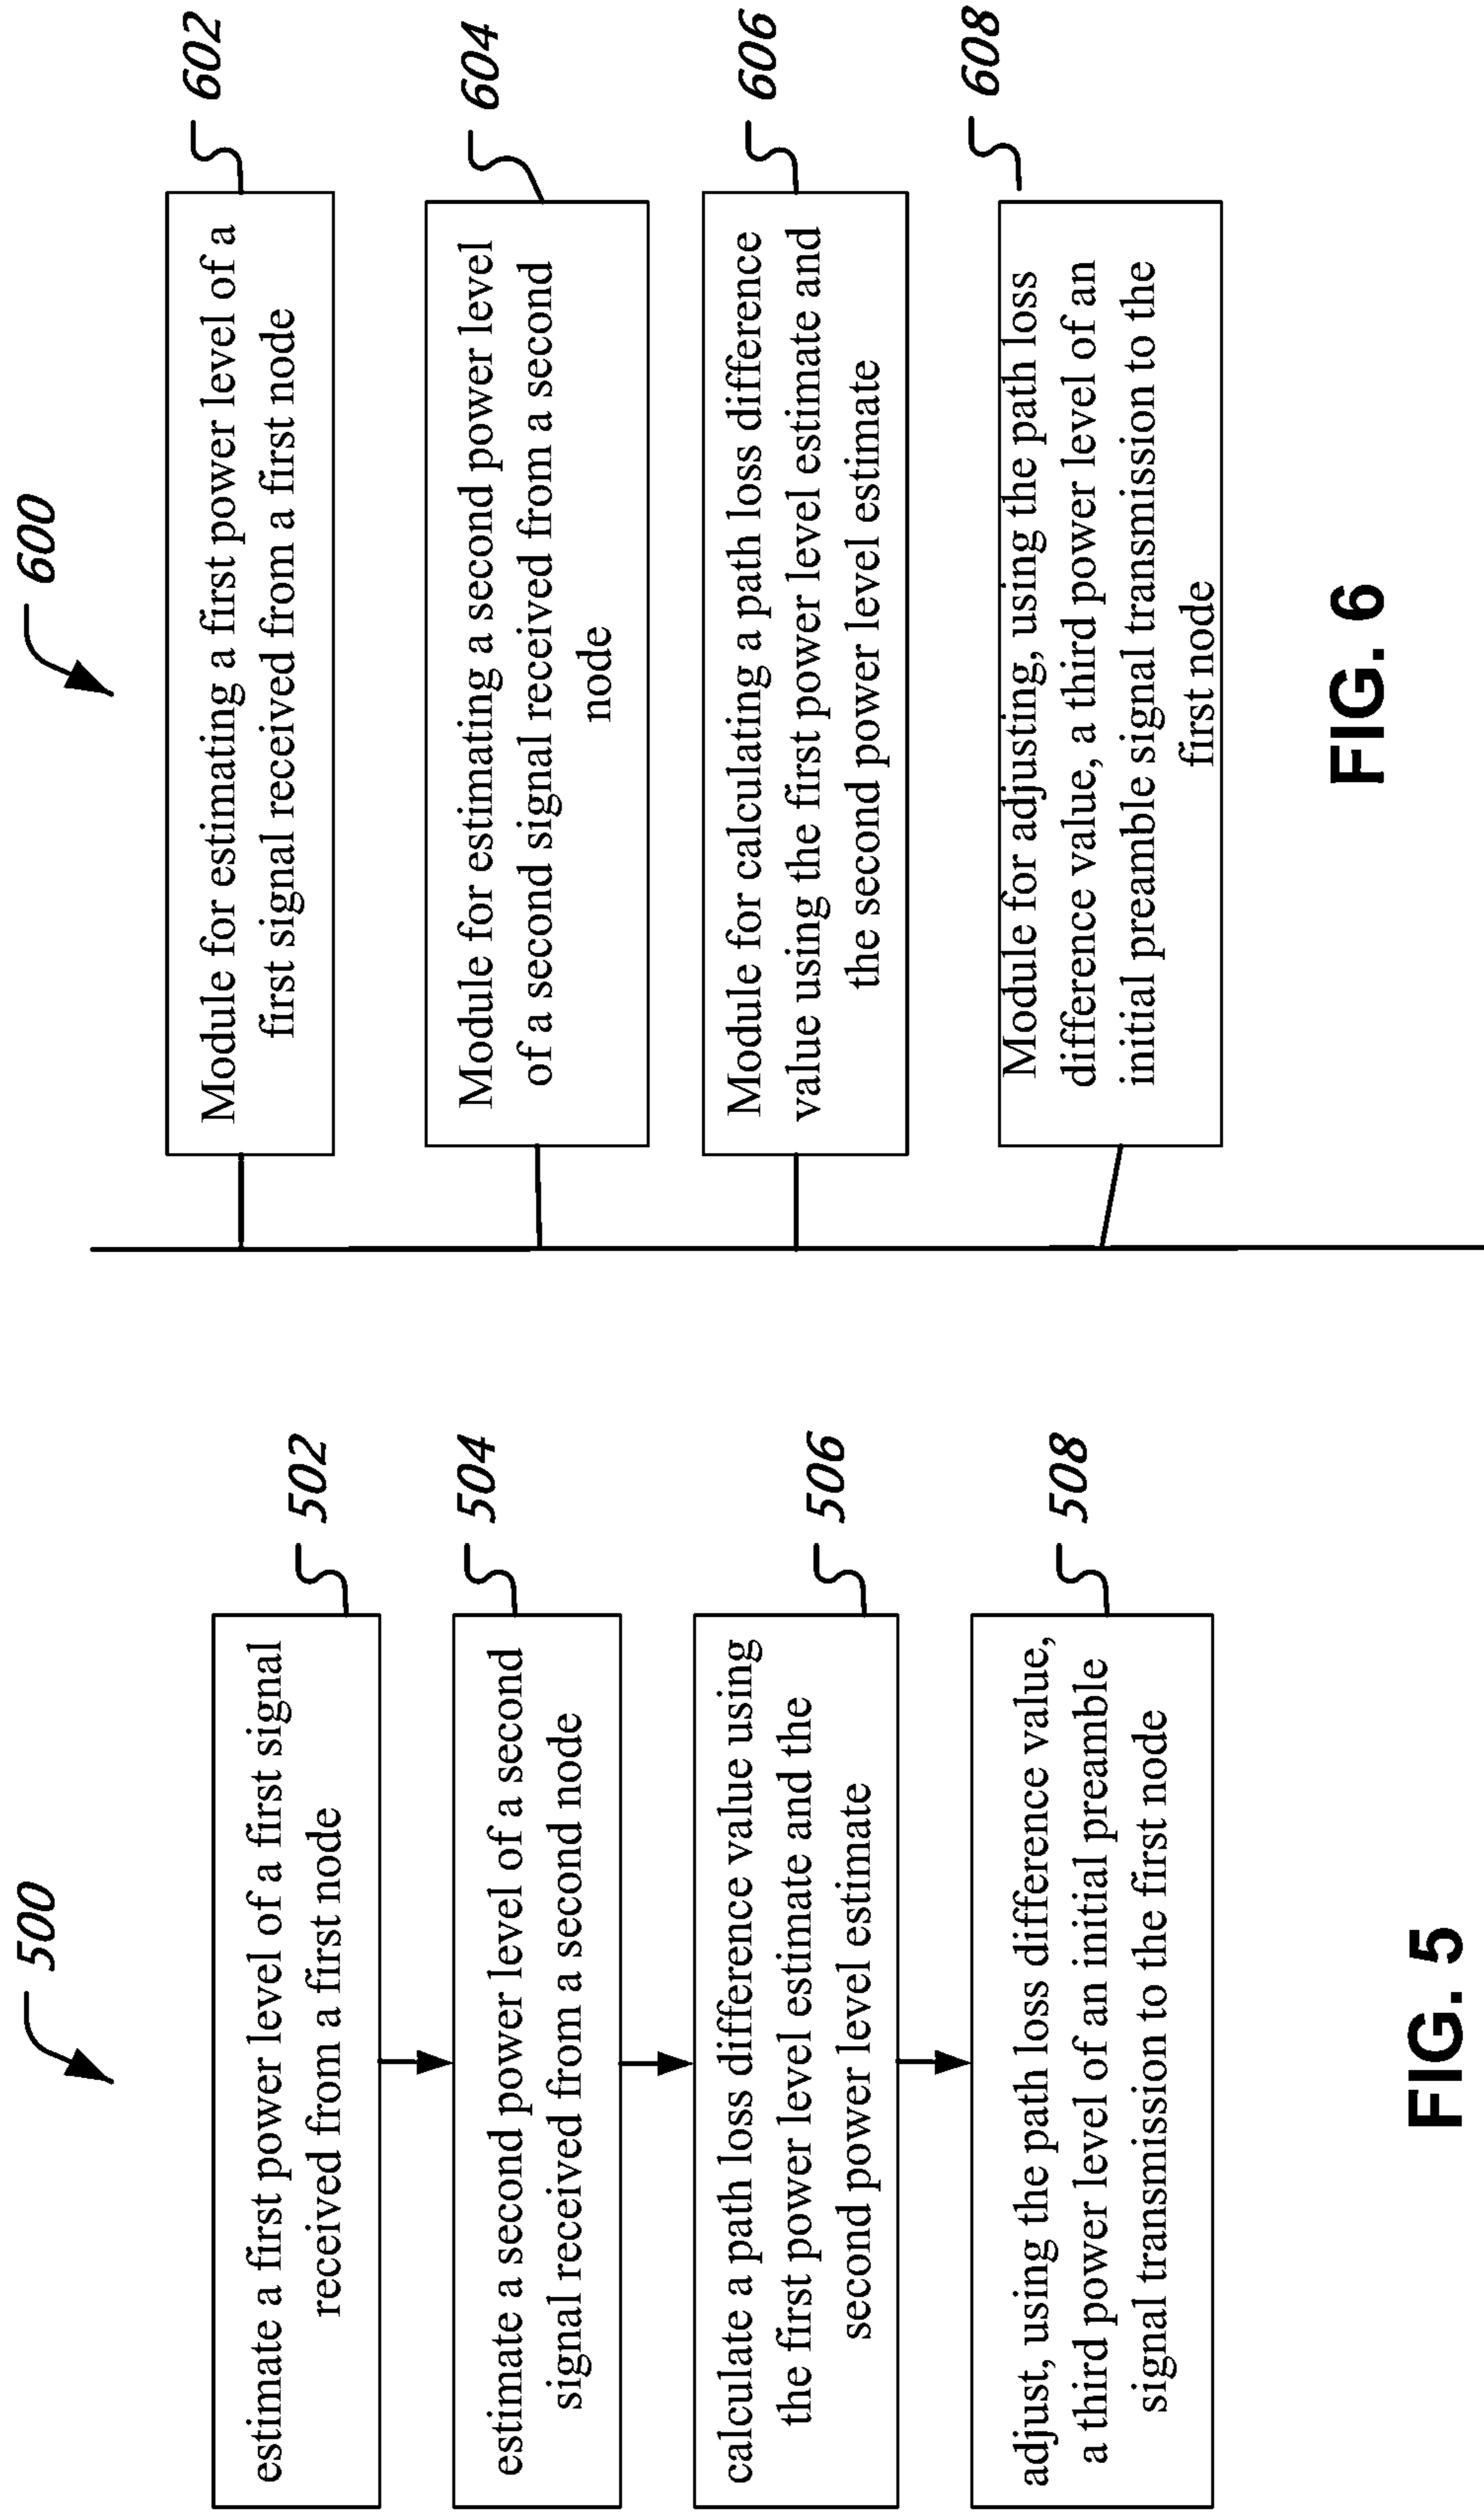 500
estimate a first power level of a first signal
received from a first node
502
estimate a second power level of a second
signal received from a second node
504
calculate a path loss difference value using
the first power level estimate and the
second power level estimate
506
adjust, using the path loss difference value,
a third power level of an initial preamble
signal transmission to the first node
508
FIG. 5
600
Module for estimating a first power level of a
first signal received from a first node
602
Module for estimating a second power level
of a second signal received from a second
node
604
Module for calculating a path loss difference
value using the first power level estimate and
the second power level estimate
606
Module for adjusting, using the path loss
difference value, a third power level of an
initial preamble signal transmission to the
first node
608
FIG. 6